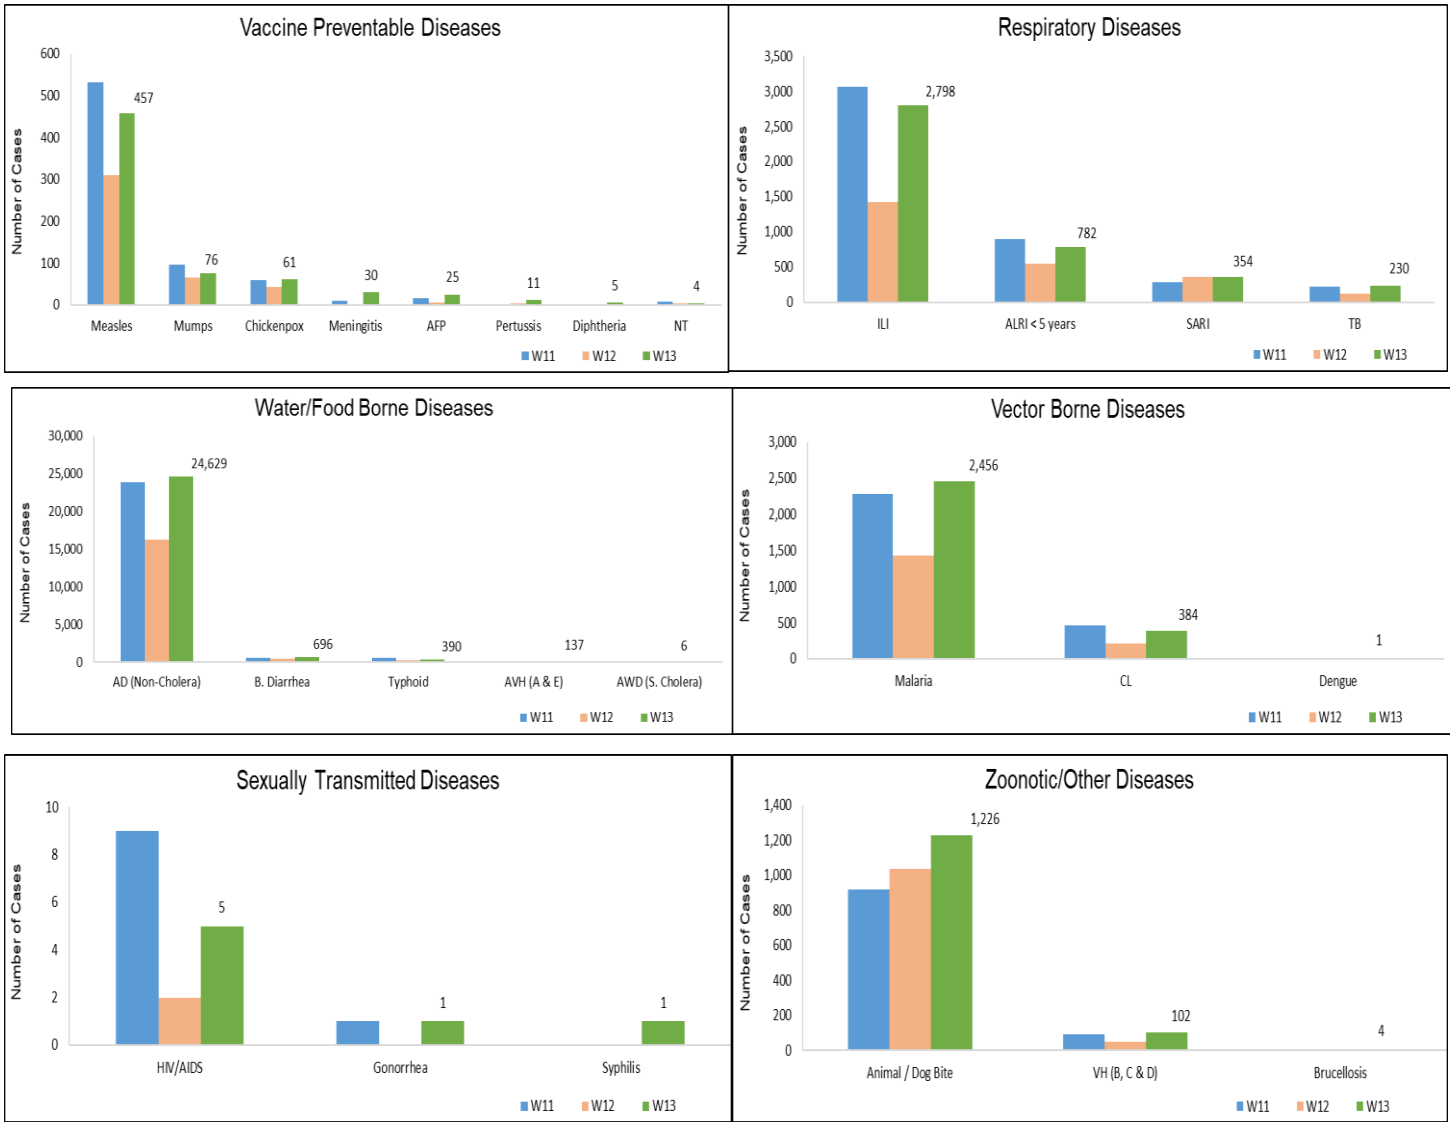 Vaccine Preventable Diseases
Number of Cases
600
500
400
300
200
100
0
457
76
61
30
25
11
5
4
Measles Mumps Chickenpox Meningitis AFP Pertussis Diphtheria NT
W11 W12 W13
Respiratory Diseases
Number of Cases
3,500
3,000
2,500
2,000
1,500
1,000
500
0
2,798
782
354
230
ILI ALRI < 5 years SARI TB
W11 W12 W13
Water/Food Borne Diseases
Number of Cases
30,000
25,000
20,000
15,000
10,000
5,000
0
24,629
696
390
137
6
AD (Non-Cholera) B. Diarrhea Typhoid AVH (A & E) AWD (S. Cholera)
W11 W12 W13
Vector Borne Diseases
Number of Cases
3,000
2,500
2,000
1,500
1,000
500
0
2,456
384
1
Malaria CL Dengue
W11 W12 W13
Sexually Transmitted Diseases
Number of Cases
10
8
6
4
2
0
5
1
1
HIV/AIDS Gonorrhea Syphilis
W11 W12 W13
Zoonotic/Other Diseases
Number of Cases
1,400
1,200
1,000
800
600
400
200
0
1,226
102
4
Animal / Dog Bite VH (B, C & D) Brucellosis
W11 W12 W13